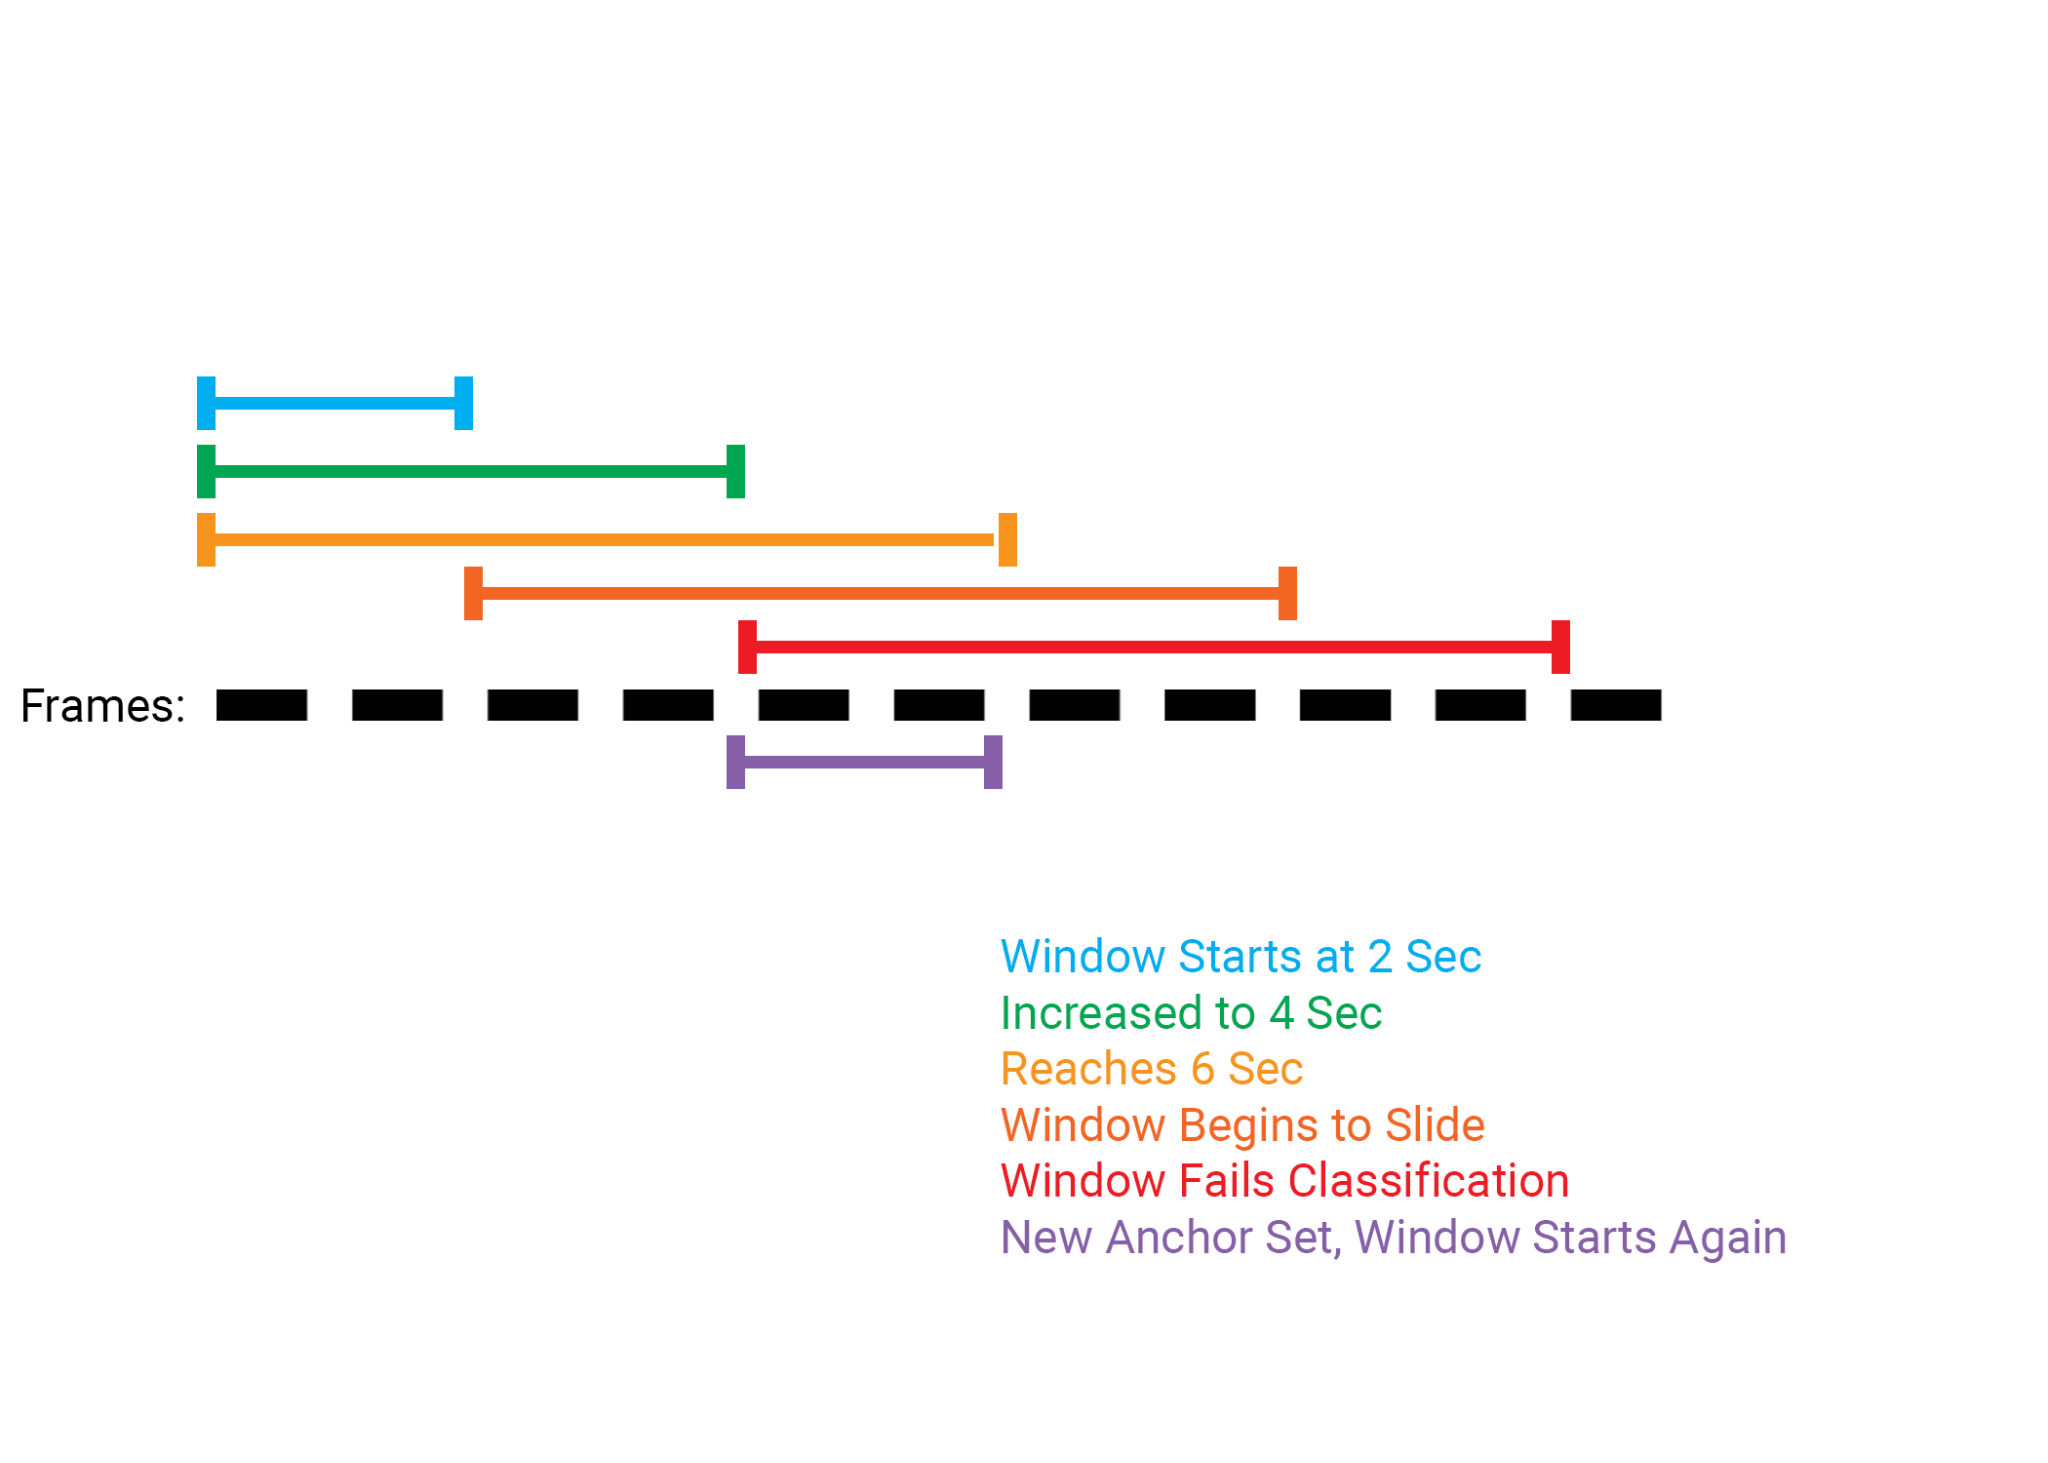 Frames:
Window Starts at 2 Sec
Increased to 4 Sec
Reaches 6 Sec
Window Begins to Slide
Window Fails Classification
New Anchor Set, Window Starts Again